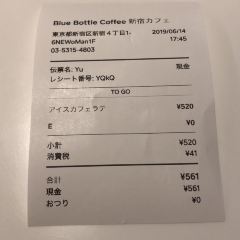 Blue Bottle Coffee 新宿カフェ
東京都新宿区新宿４丁目1- 2019/06/14
6NEWoMan1F 17:45
03-5315-4803
伝票名: Yu 現金
レシート番号: YQkQ
TO GO
アイスカフェラテ ¥520
E ¥0
小計 ¥520
消費税 ¥41
合計 ¥561
現金 ¥561
おつり ¥0